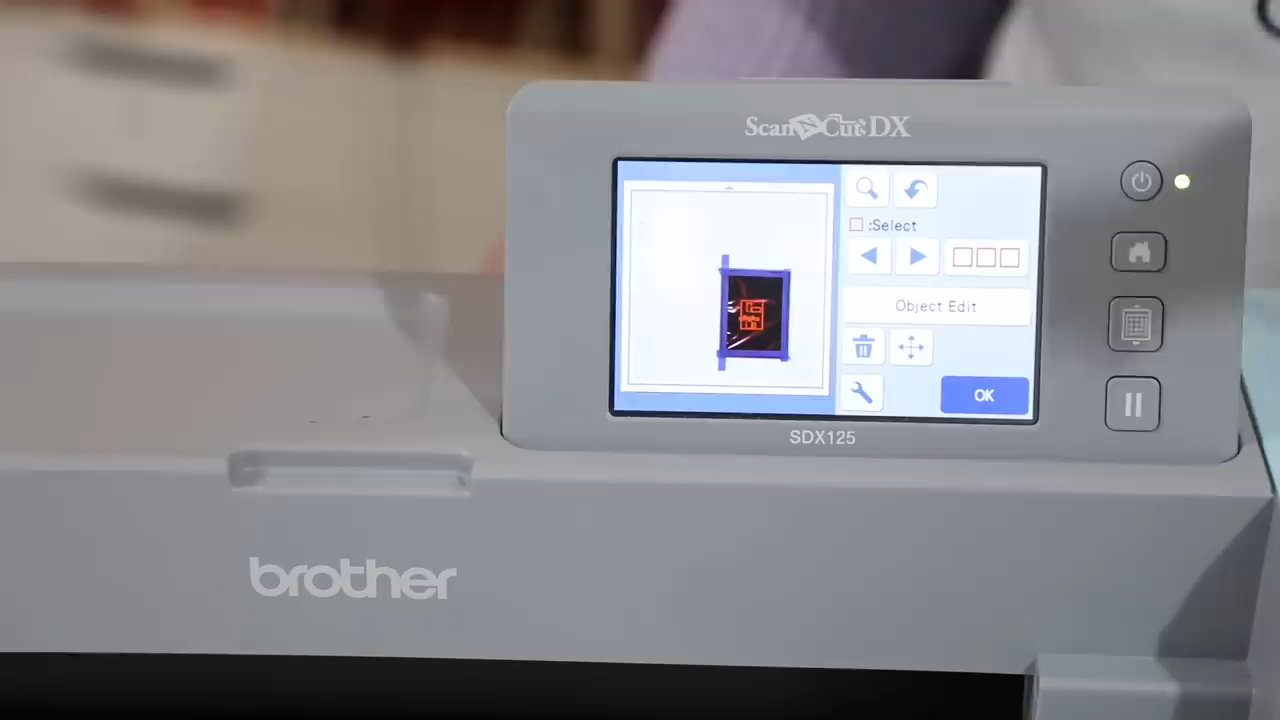 ScanNCut DX
:Select
Object Edit
OK
SDX125
brother